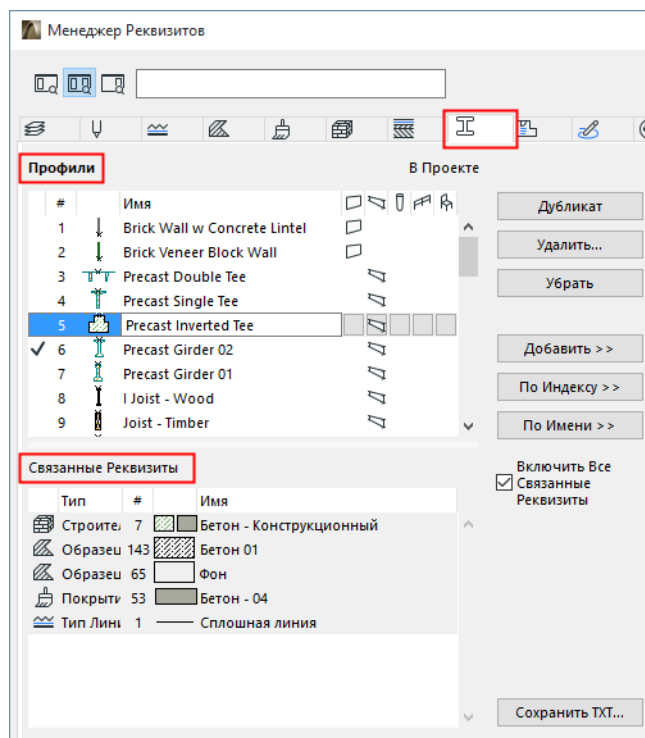 Менеджер Реквизитов
Профили В Проекте
# Имя
1 Brick Wall w Concrete Lintel
2 Brick Veneer Block Wall
3 Precast Double Tee
4 Precast Single Tee
5 Precast Inverted Tee
6 Precast Girder 02
7 Precast Girder 01
8 I Joist - Wood
9 Joist - Timber
Дубликат
Удалить...
Убрать
Добавить >>
По Индексу >>
По Имени >>
Включить Все
Связанные
Реквизиты
Связанные Реквизиты
Тип # Имя
Строител 7 Бетон - Конструкционный
Образец 143 Бетон 01
Образец 65 Фон
Покрыти 53 Бетон - 04
Тип Лини 1 Сплошная линия
Сохранить TXT...